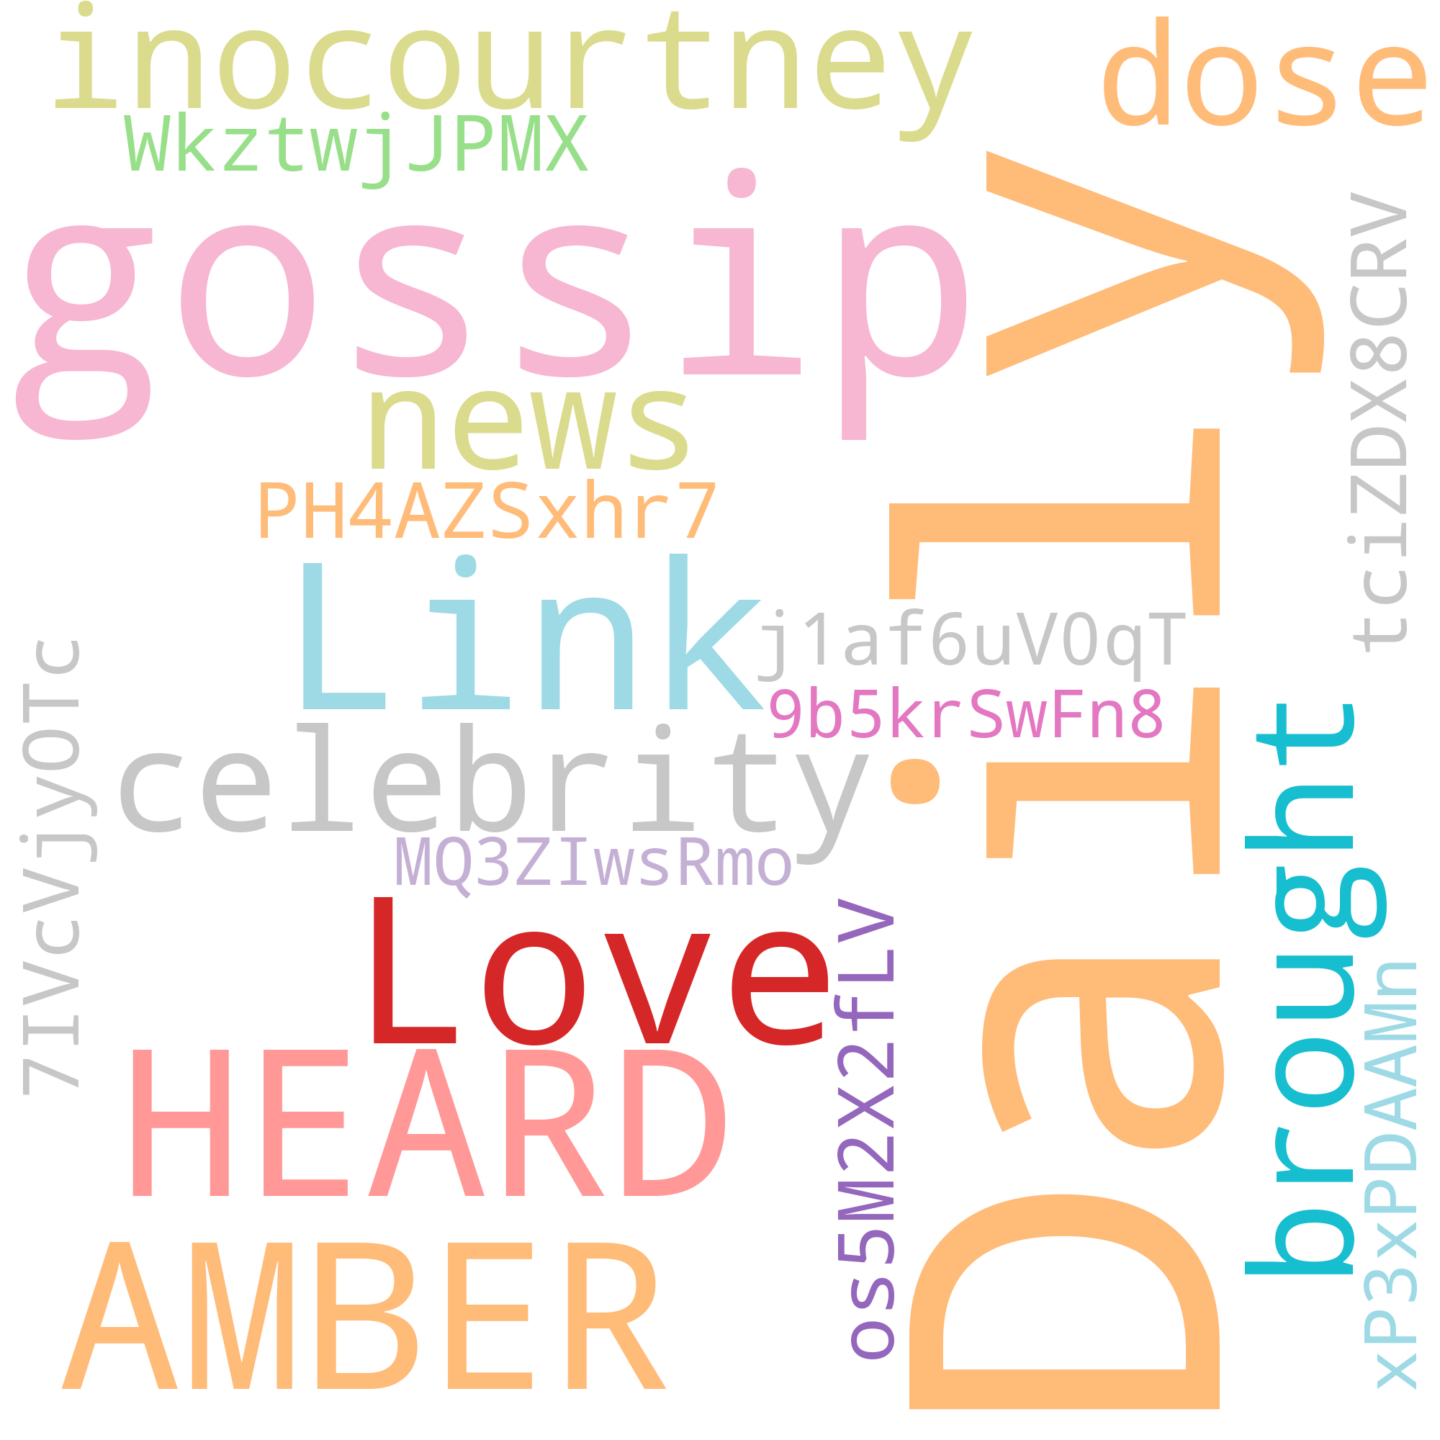 inocourtney
dose
WkztwjJPMX
gossip
Daily
tciZDX8CRV
news
PH4AZSxhr7
Link
j1af6uV0qT
9b5krSwFn8
7IVcVjyOTc
celebrity
brought
MQ3ZIwsRmo
Love
os5M2X2fLV
xP3xPDAAMn
HEARD
AMBER